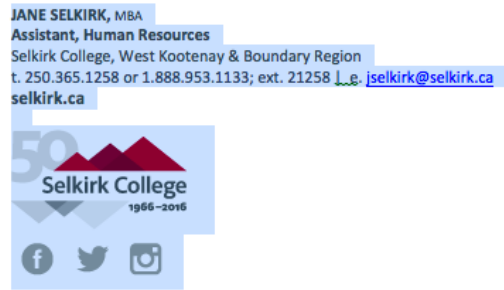 JANE SELKIRK, MBA
Assistant, Human Resources
Selkirk College, West Kootenay & Boundary Region
t. 250.365.1258 or 1.888.953.1133; ext. 21258 | e. jselkirk@selkirk.ca
selkirk.ca
50
Selkirk College
1966–2016